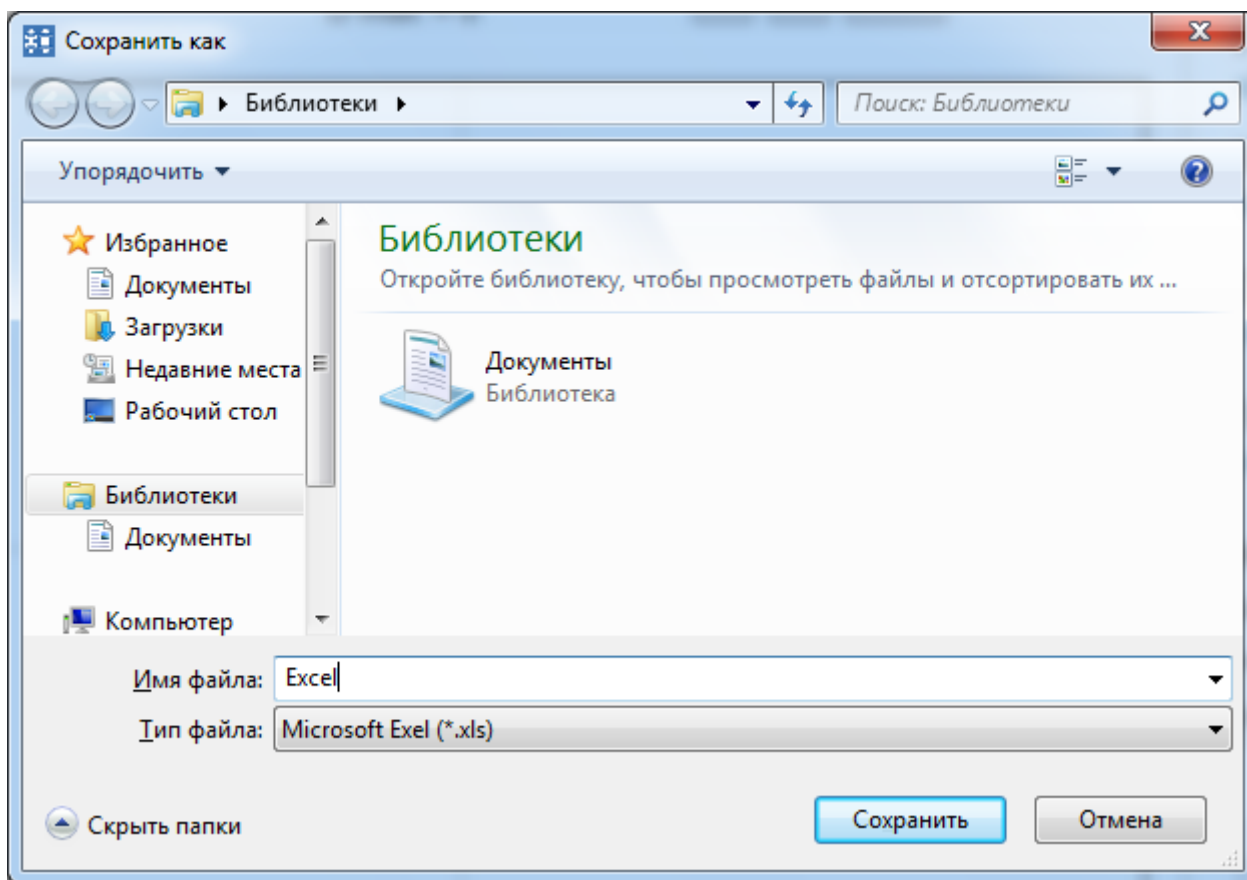 Сохранить как
Библиотеки
Поиск: Библиотеки
Упорядочить
Избранное
Документы
Загрузки
Недавние места
Рабочий стол
Библиотеки
Документы
Компьютер
Библиотеки
Откройте библиотеку, чтобы просмотреть файлы и отсортировать их ...
Документы
Библиотека
Имя файла: Excel
Тип файла: Microsoft Exel (*.xls)
Скрыть папки
Сохранить
Отмена